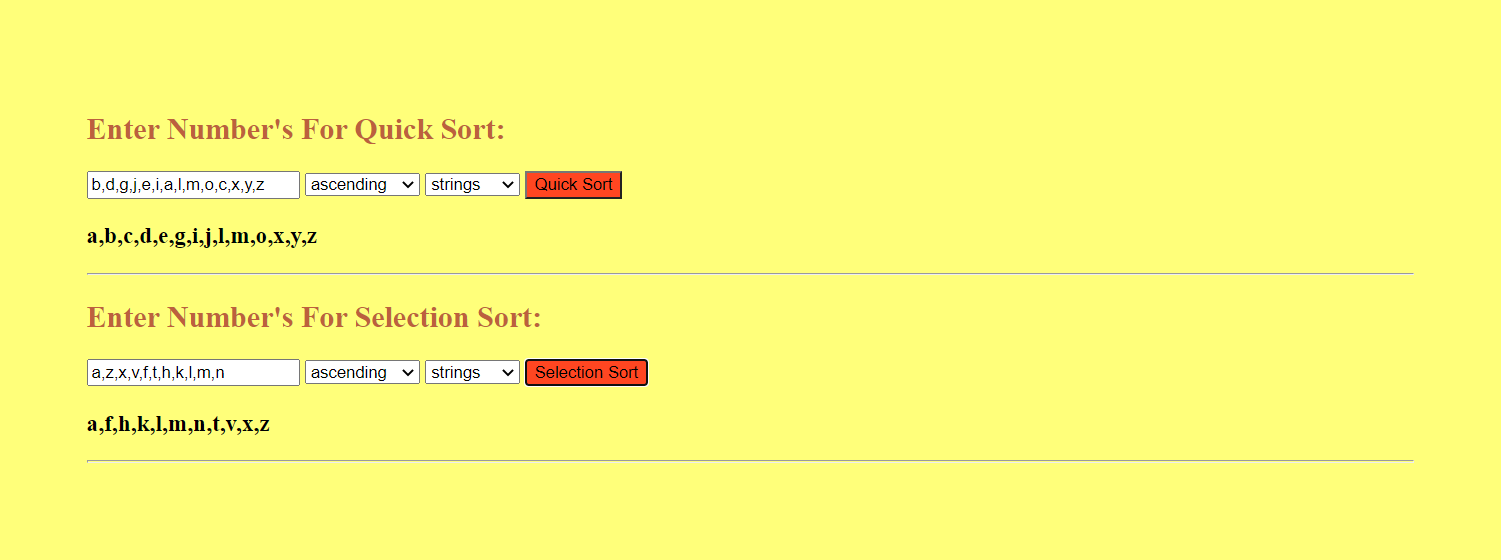 Enter Number's For Quick Sort:
b,d,g,j,e,i,a,l,m,o,c,x,y,z ascending strings Quick Sort
a,b,c,d,e,g,i,j,l,m,o,x,y,z
Enter Number's For Selection Sort:
a,z,x,v,f,t,h,k,l,m,n ascending strings Selection Sort
a,f,h,k,l,m,n,t,v,x,z